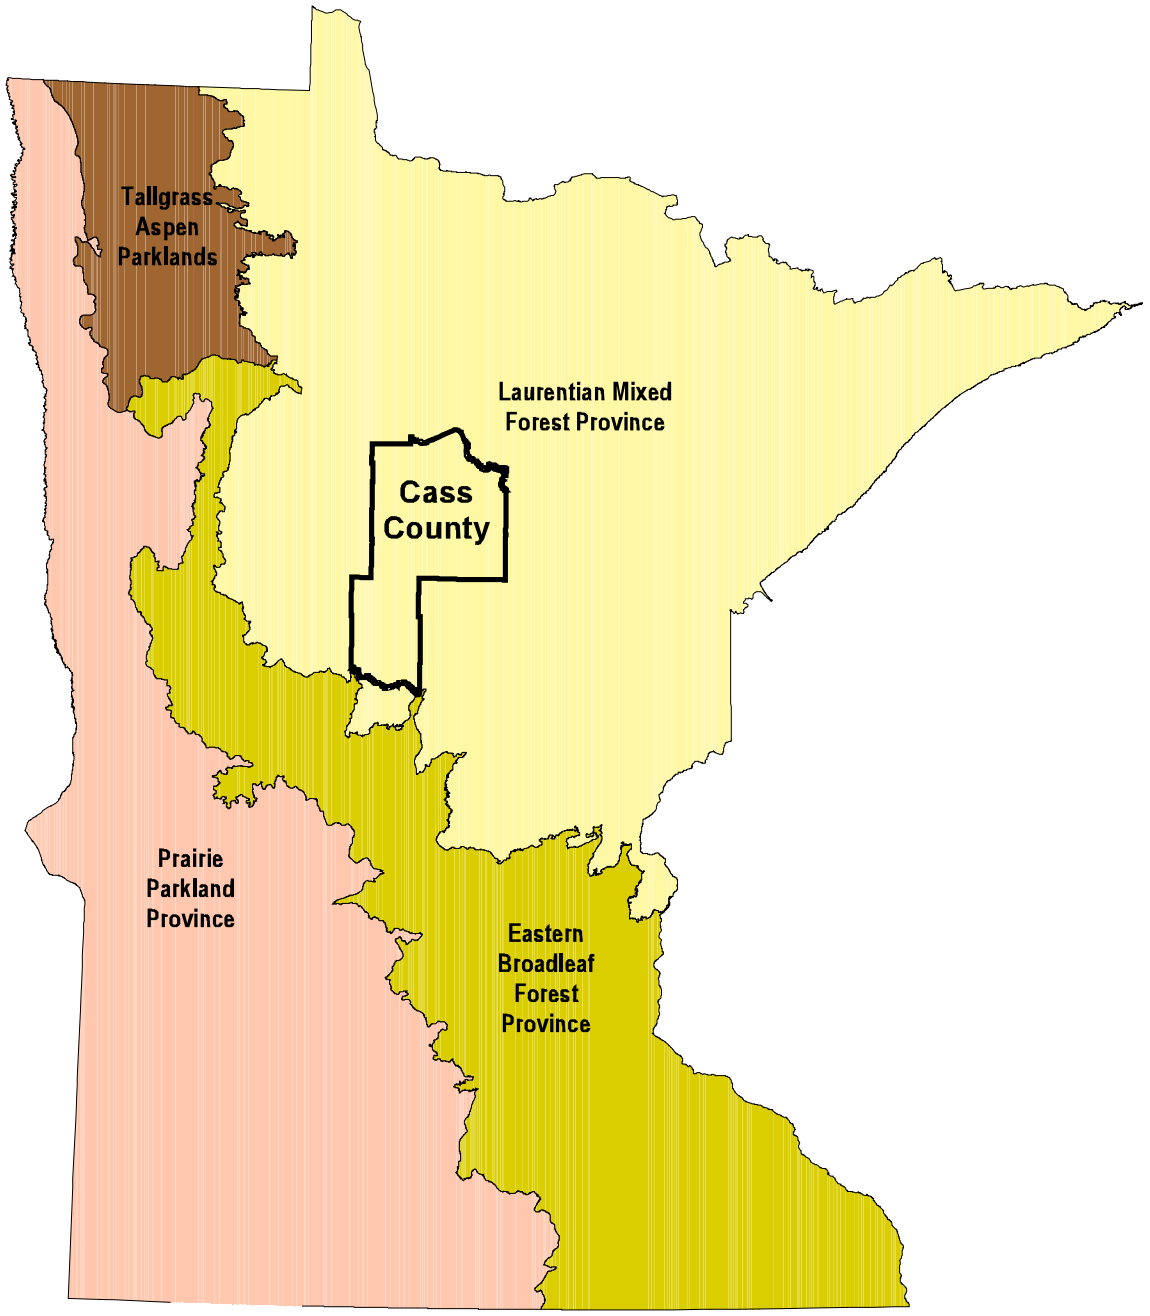 Tallgrass
Aspen
Parklands
Laurentian Mixed
Forest Province
Cass
County
Prairie
Parkland
Province
Eastern
Broadleaf
Forest
Province